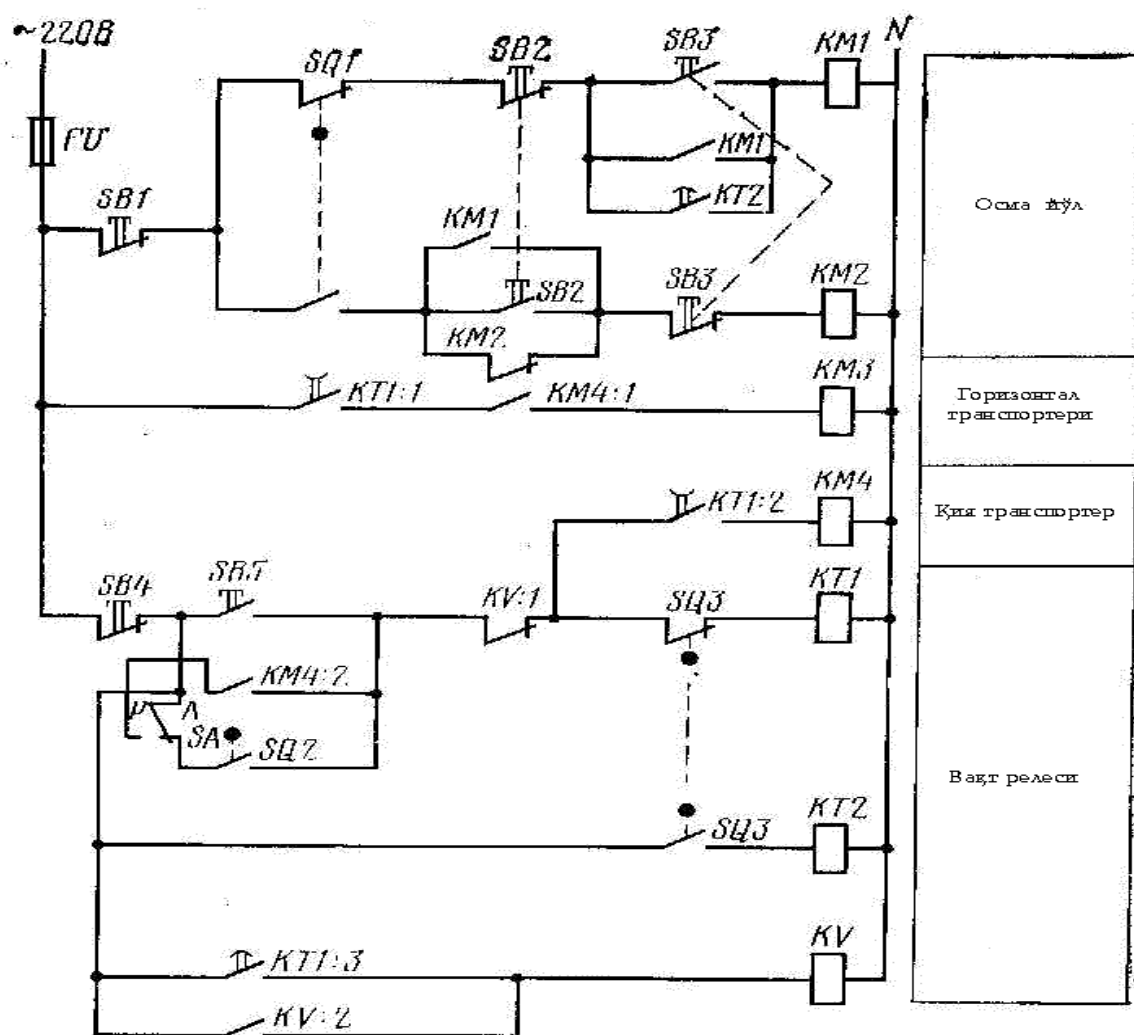 ~220В
N
SQ1
SB2
SB3
KM1
FU
KM1
KT2
SB1
Осма йўл
KM1
SB2
SB3
KM2
KM2
KT1:1
KM4:1
KM3
Горизонтал
транспортери
KT1:2
KM4
Қия транспортер
SB4
SB5
KV:1
SQ3
KT1
KM4:2
Р
А
SA
SQ2
Вақт релеси
SQ3
KT2
KT1:3
KV
KV:2